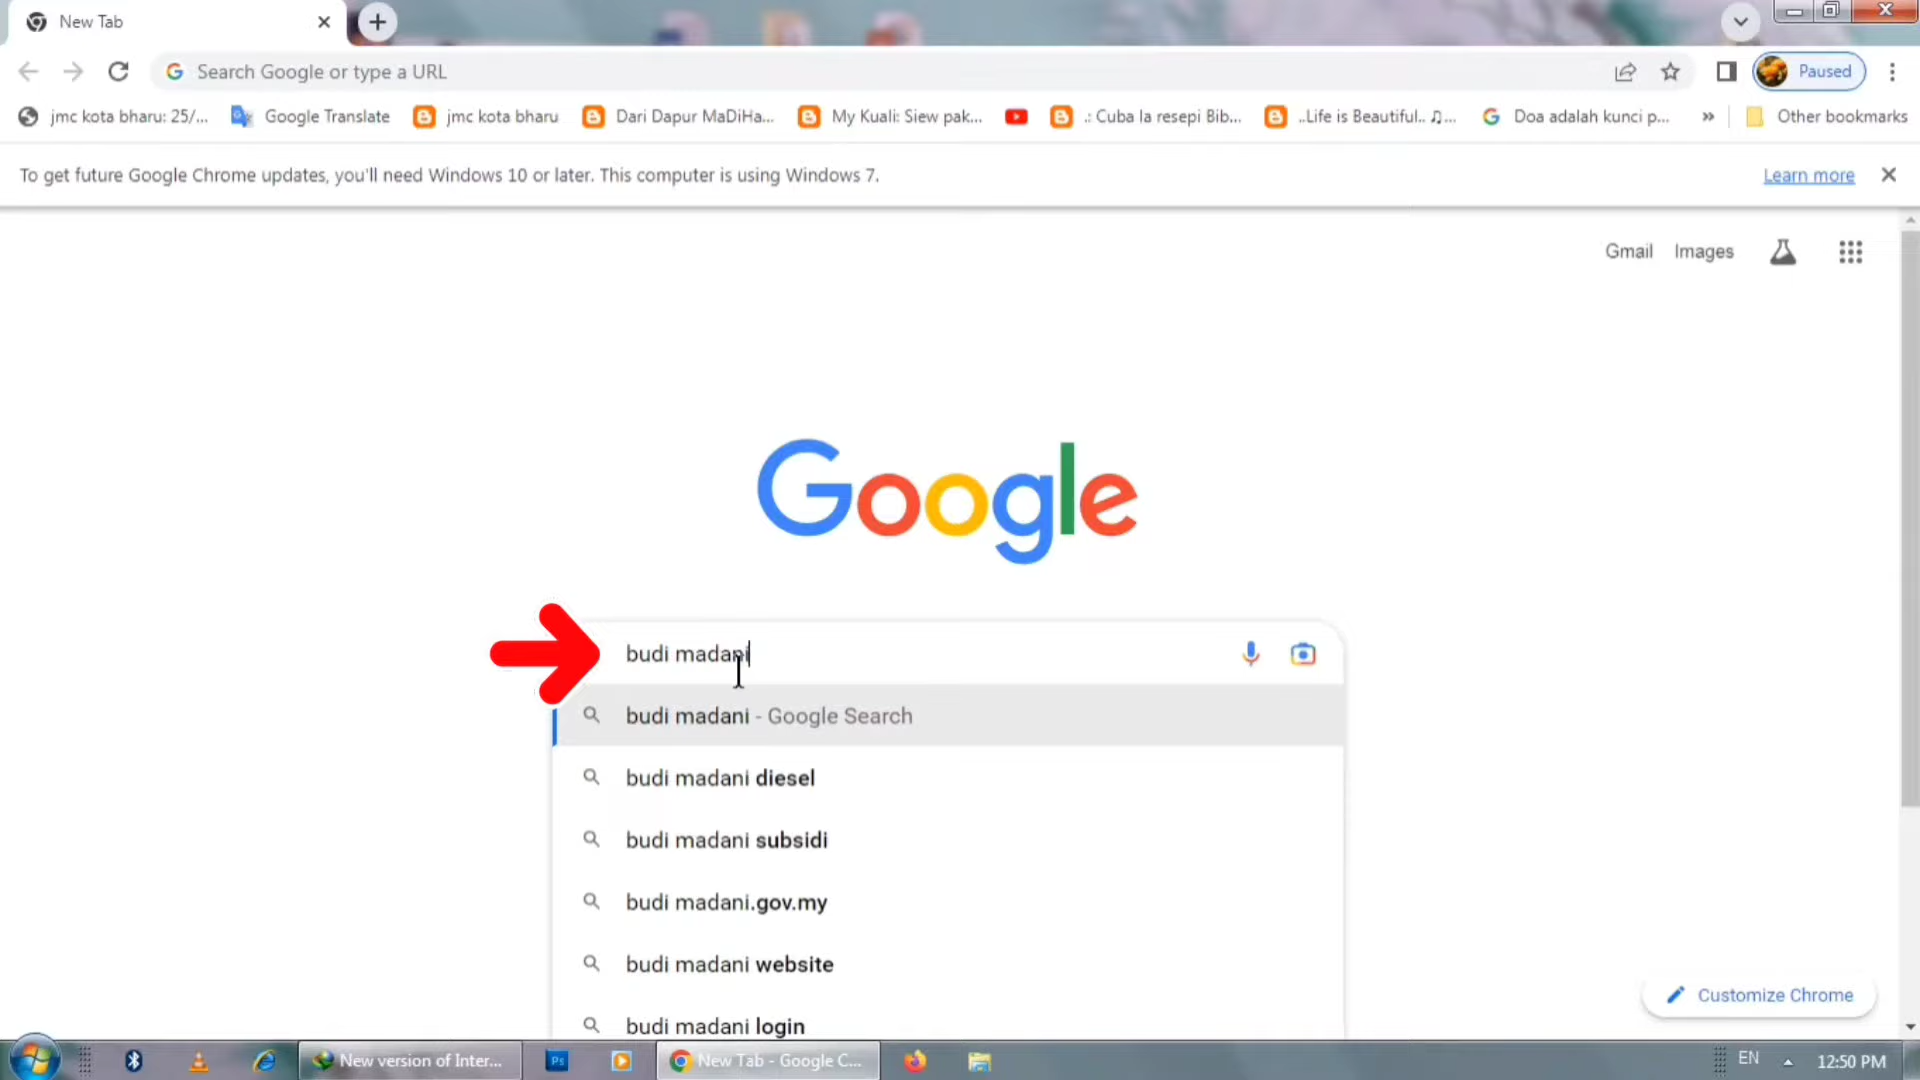 New Tab
Search Google or type a URL
Paused
jmc kota bharu: 25/...
Google Translate
jmc kota bharu
Dari Dapur MaDiHa...
My Kuali: Siew pak...
.: Cuba la resepi Bib...
..Life is Beautiful.. ♫...
Doa adalah kunci p...
Other bookmarks
To get future Google Chrome updates, you'll need Windows 10 or later. This computer is using Windows 7.
Learn more
Gmail
Images
Google
budi madani
budi madani - Google Search
budi madani diesel
budi madani subsidi
budi madani.gov.my
budi madani website
budi madani login
Customize Chrome
New version of Inter...
Ps
New Tab - Google C...
EN
12:50 PM